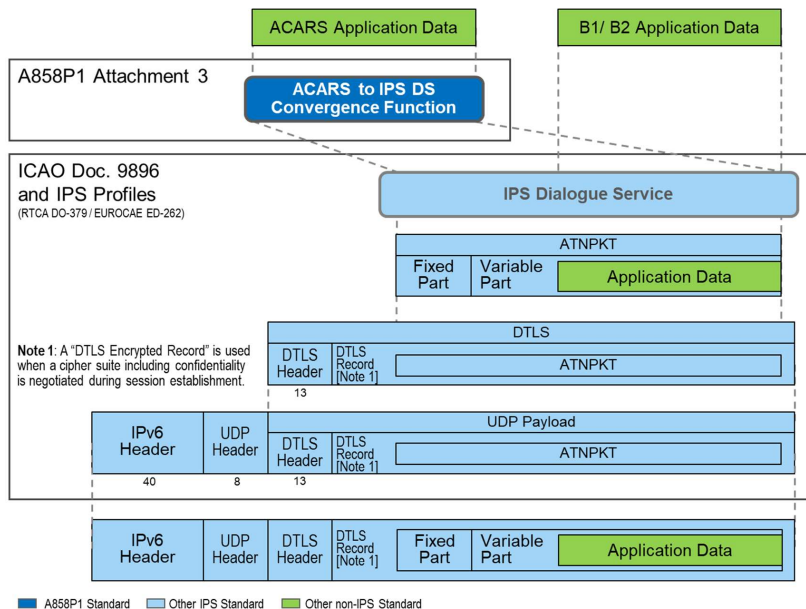 ACARS Application Data
B1/ B2 Application Data
A858P1 Attachment 3
ACARS to IPS DS
Convergence Function
ICAO Doc. 9896
and IPS Profiles
(RTCA DO-379 / EUROCAE ED-262)
IPS Dialogue Service
ATNPKT
Fixed
Part
Variable
Part
Application Data
Note 1: A “DTLS Encrypted Record” is used
when a cipher suite including confidentiality
is negotiated during session establishment.
DTLS
DTLS
Header
DTLS
Record
[Note 1]
ATNPKT
13
IPv6
Header
UDP
Header
UDP Payload
DTLS
Header
DTLS
Record
[Note 1]
ATNPKT
40
8
13
IPv6
Header
UDP
Header
DTLS
Header
DTLS
Record
[Note 1]
Fixed
Part
Variable
Part
Application Data
A858P1 Standard
Other IPS Standard
Other non-IPS Standard